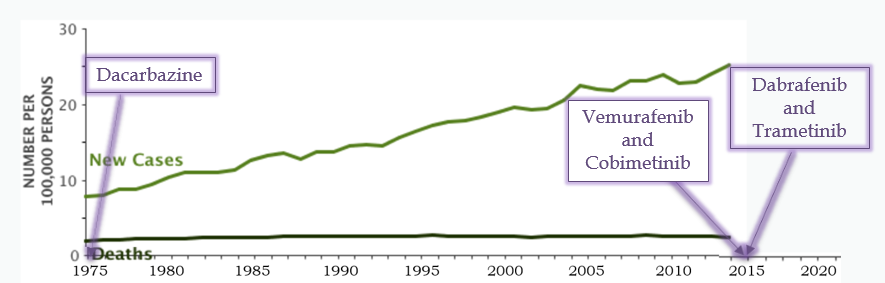 30
20
10
0
NUMBER PER
100,000 PERSONS
Dacarbazine
New Cases
Deaths
Vemurafenib
and
Cobimetinib
Dabrafenib
and
Trametinib
1975 1980 1985 1990 1995 2000 2005 2010 2015 2020